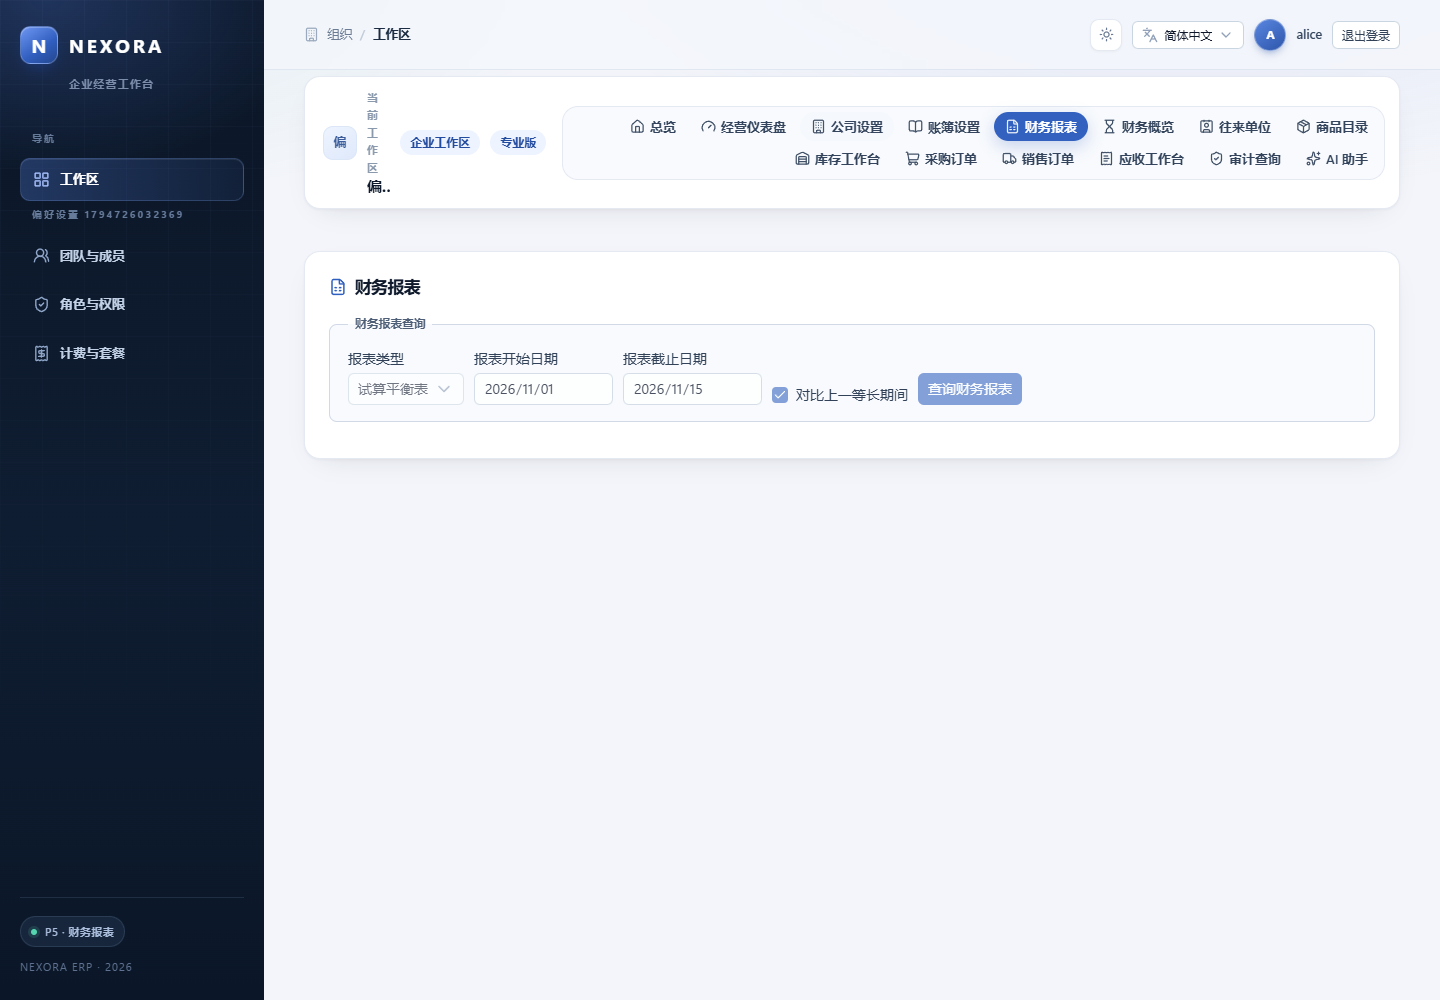 N NEXORA
企业经营工作台
导航
工作区
偏好设置 1794726032369
团队与成员
角色与权限
计费与套餐
P5 · 财务报表
NEXORA ERP · 2026
组织 / 工作区
简体中文
A alice
退出登录
偏
当前工作区
偏..
企业工作区
专业版
总览 经营仪表盘 公司设置 账簿设置 财务报表 财务概览 往来单位 商品目录
库存工作台 采购订单 销售订单 应收工作台 审计查询 AI 助手
财务报表
财务报表查询
报表类型 报表开始日期 报表截止日期
试算平衡表 2026/11/01 2026/11/15 对比上一等长期间 查询财务报表